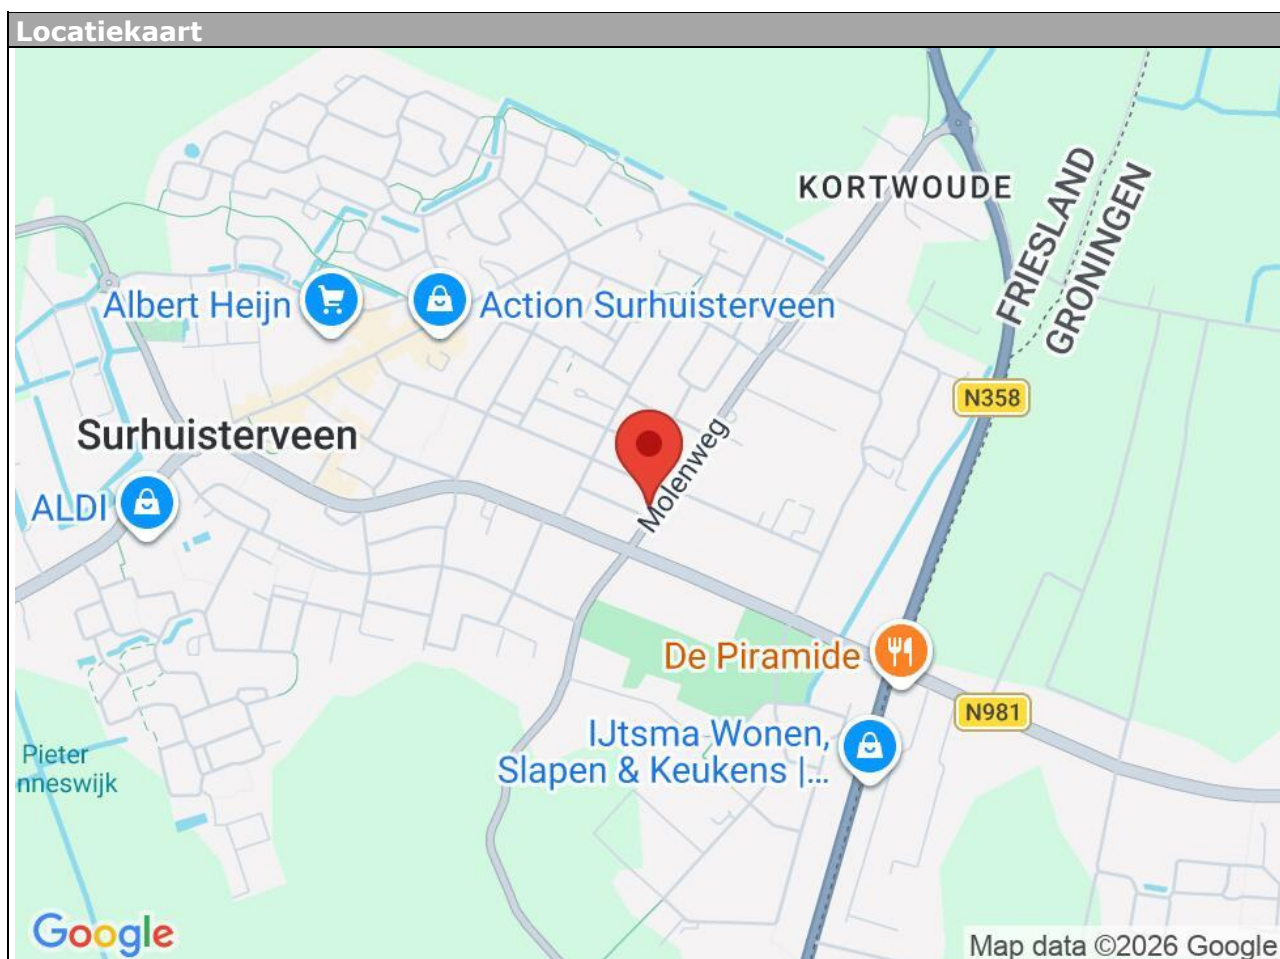 Locatiekaart
KORTWOUDE
FRIESLAND
GRONINGEN
Albert Heijn
Action Surhuisterveen
N358
Surhuisterveen
Molenweg
ALDI
De Piramide
N981
IJtsma Wonen,
Slapen & Keukens |...
Pieter
nneswijk
Google
Map data ©2026 Google